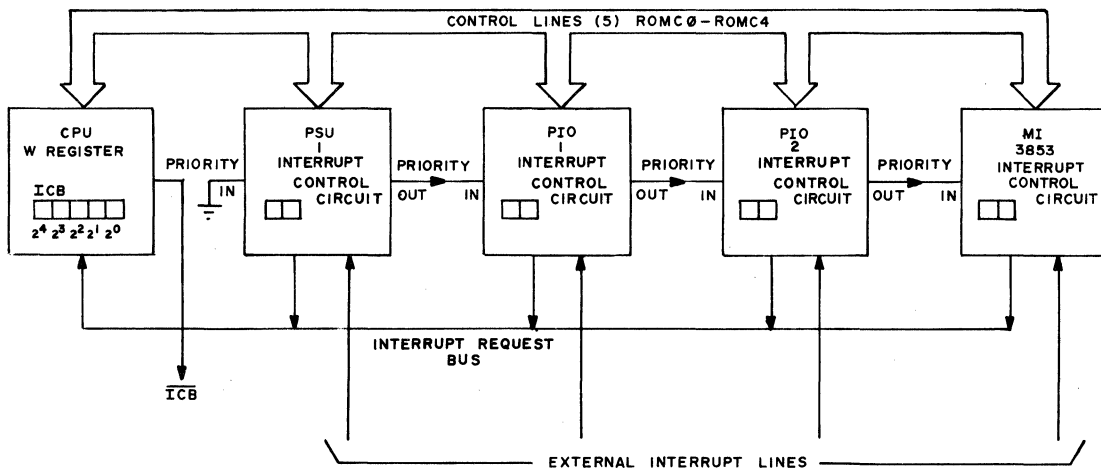 CONTROL LINES (5) ROMCØ-ROMC4
CPU
W REGISTER
ICB
2⁴ 2³ 2² 2¹ 2⁰
PRIORITY
IN
PSU
1
INTERRUPT
CONTROL
CIRCUIT
PRIORITY
OUT IN
PIO
1
INTERRUPT
CONTROL
CIRCUIT
PRIORITY
OUT IN
PIO
2
INTERRUPT
CONTROL
CIRCUIT
PRIORITY
OUT IN
MI
3853
INTERRUPT
CONTROL
CIRCUIT
INTERRUPT REQUEST
BUS
ICB
EXTERNAL INTERRUPT LINES